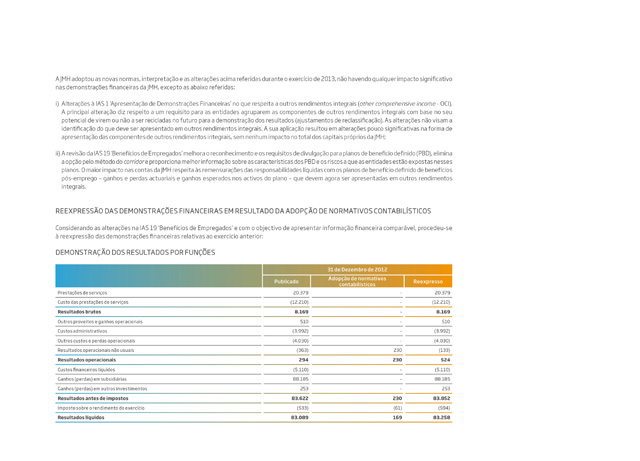 A JMH adoptou as novas normas, interpretação e as alterações acima referidas durante o exercício de 2013, não havendo qualquer impacto significativo
nas demonstrações financeiras da JMH, excepto as abaixo referidas:
i) Alterações à IAS 1 'Apresentação de Demonstrações Financeiras' no que respeita a outros rendimentos integrais (other comprehensive income - OCI).
A principal alteração diz respeito a um requisito para as entidades agruparem as componentes de outros rendimentos integrais com base no seu
potencial de virem ou não a ser recicladas no futuro para a demonstração dos resultados (ajustamentos de reclassificação). As alterações não visam a
identificação do que deve ser apresentado em outros rendimentos integrais. A sua aplicação resultou em alterações pouco significativas na forma de
apresentação das componentes de outros rendimentos integrais, sem nenhum impacto no total dos capitais próprios da JMH;
ii) A revisão da IAS 19 'Benefícios de Empregados' melhora o reconhecimento e os requisitos de divulgação para planos de benefício definido (PBD), elimina
a opção pelo método do corridor e proporciona melhor informação sobre as características dos PBD e os riscos a que as entidades estão expostas nesses
planos. O maior impacto nas contas da JMH respeita às remensurações das responsabilidades líquidas com os planos de benefício definido de benefícios
pós-emprego – ganhos e perdas actuariais e ganhos esperados nos activos do plano – que devem agora ser apresentadas em outros rendimentos
integrais.
REEXPRESSÃO DAS DEMONSTRAÇÕES FINANCEIRAS EM RESULTADO DA ADOPÇÃO DE NORMATIVOS CONTABILÍSTICOS
Considerando as alterações na IAS 19 'Benefícios de Empregados' e com o objectivo de apresentar informação financeira comparável, procedeu-se
à reexpressão das demonstrações financeiras relativas ao exercício anterior:
DEMONSTRAÇÃO DOS RESULTADOS POR FUNÇÕES
31 de Dezembro de 2012
Publicado Adopção de normativos contabilísticos Reexpresso
Prestações de serviços 20.379 - 20.379
Custo das prestações de serviços (12.210) - (12.210)
Resultados brutos 8.169 - 8.169
Outros proveitos e ganhos operacionais 510 - 510
Custos administrativos (3.992) - (3.992)
Outros custos e perdas operacionais (4.030) - (4.030)
Resultados operacionais não usuais (363) 230 (133)
Resultados operacionais 294 230 524
Custos financeiros líquidos (5.110) - (5.110)
Ganhos (perdas) em subsidiárias 88.185 - 88.185
Ganhos (perdas) em outros investimentos 253 - 253
Resultados antes de impostos 83.622 230 83.852
Imposto sobre o rendimento do exercício (533) (61) (594)
Resultados líquidos 83.089 169 83.258